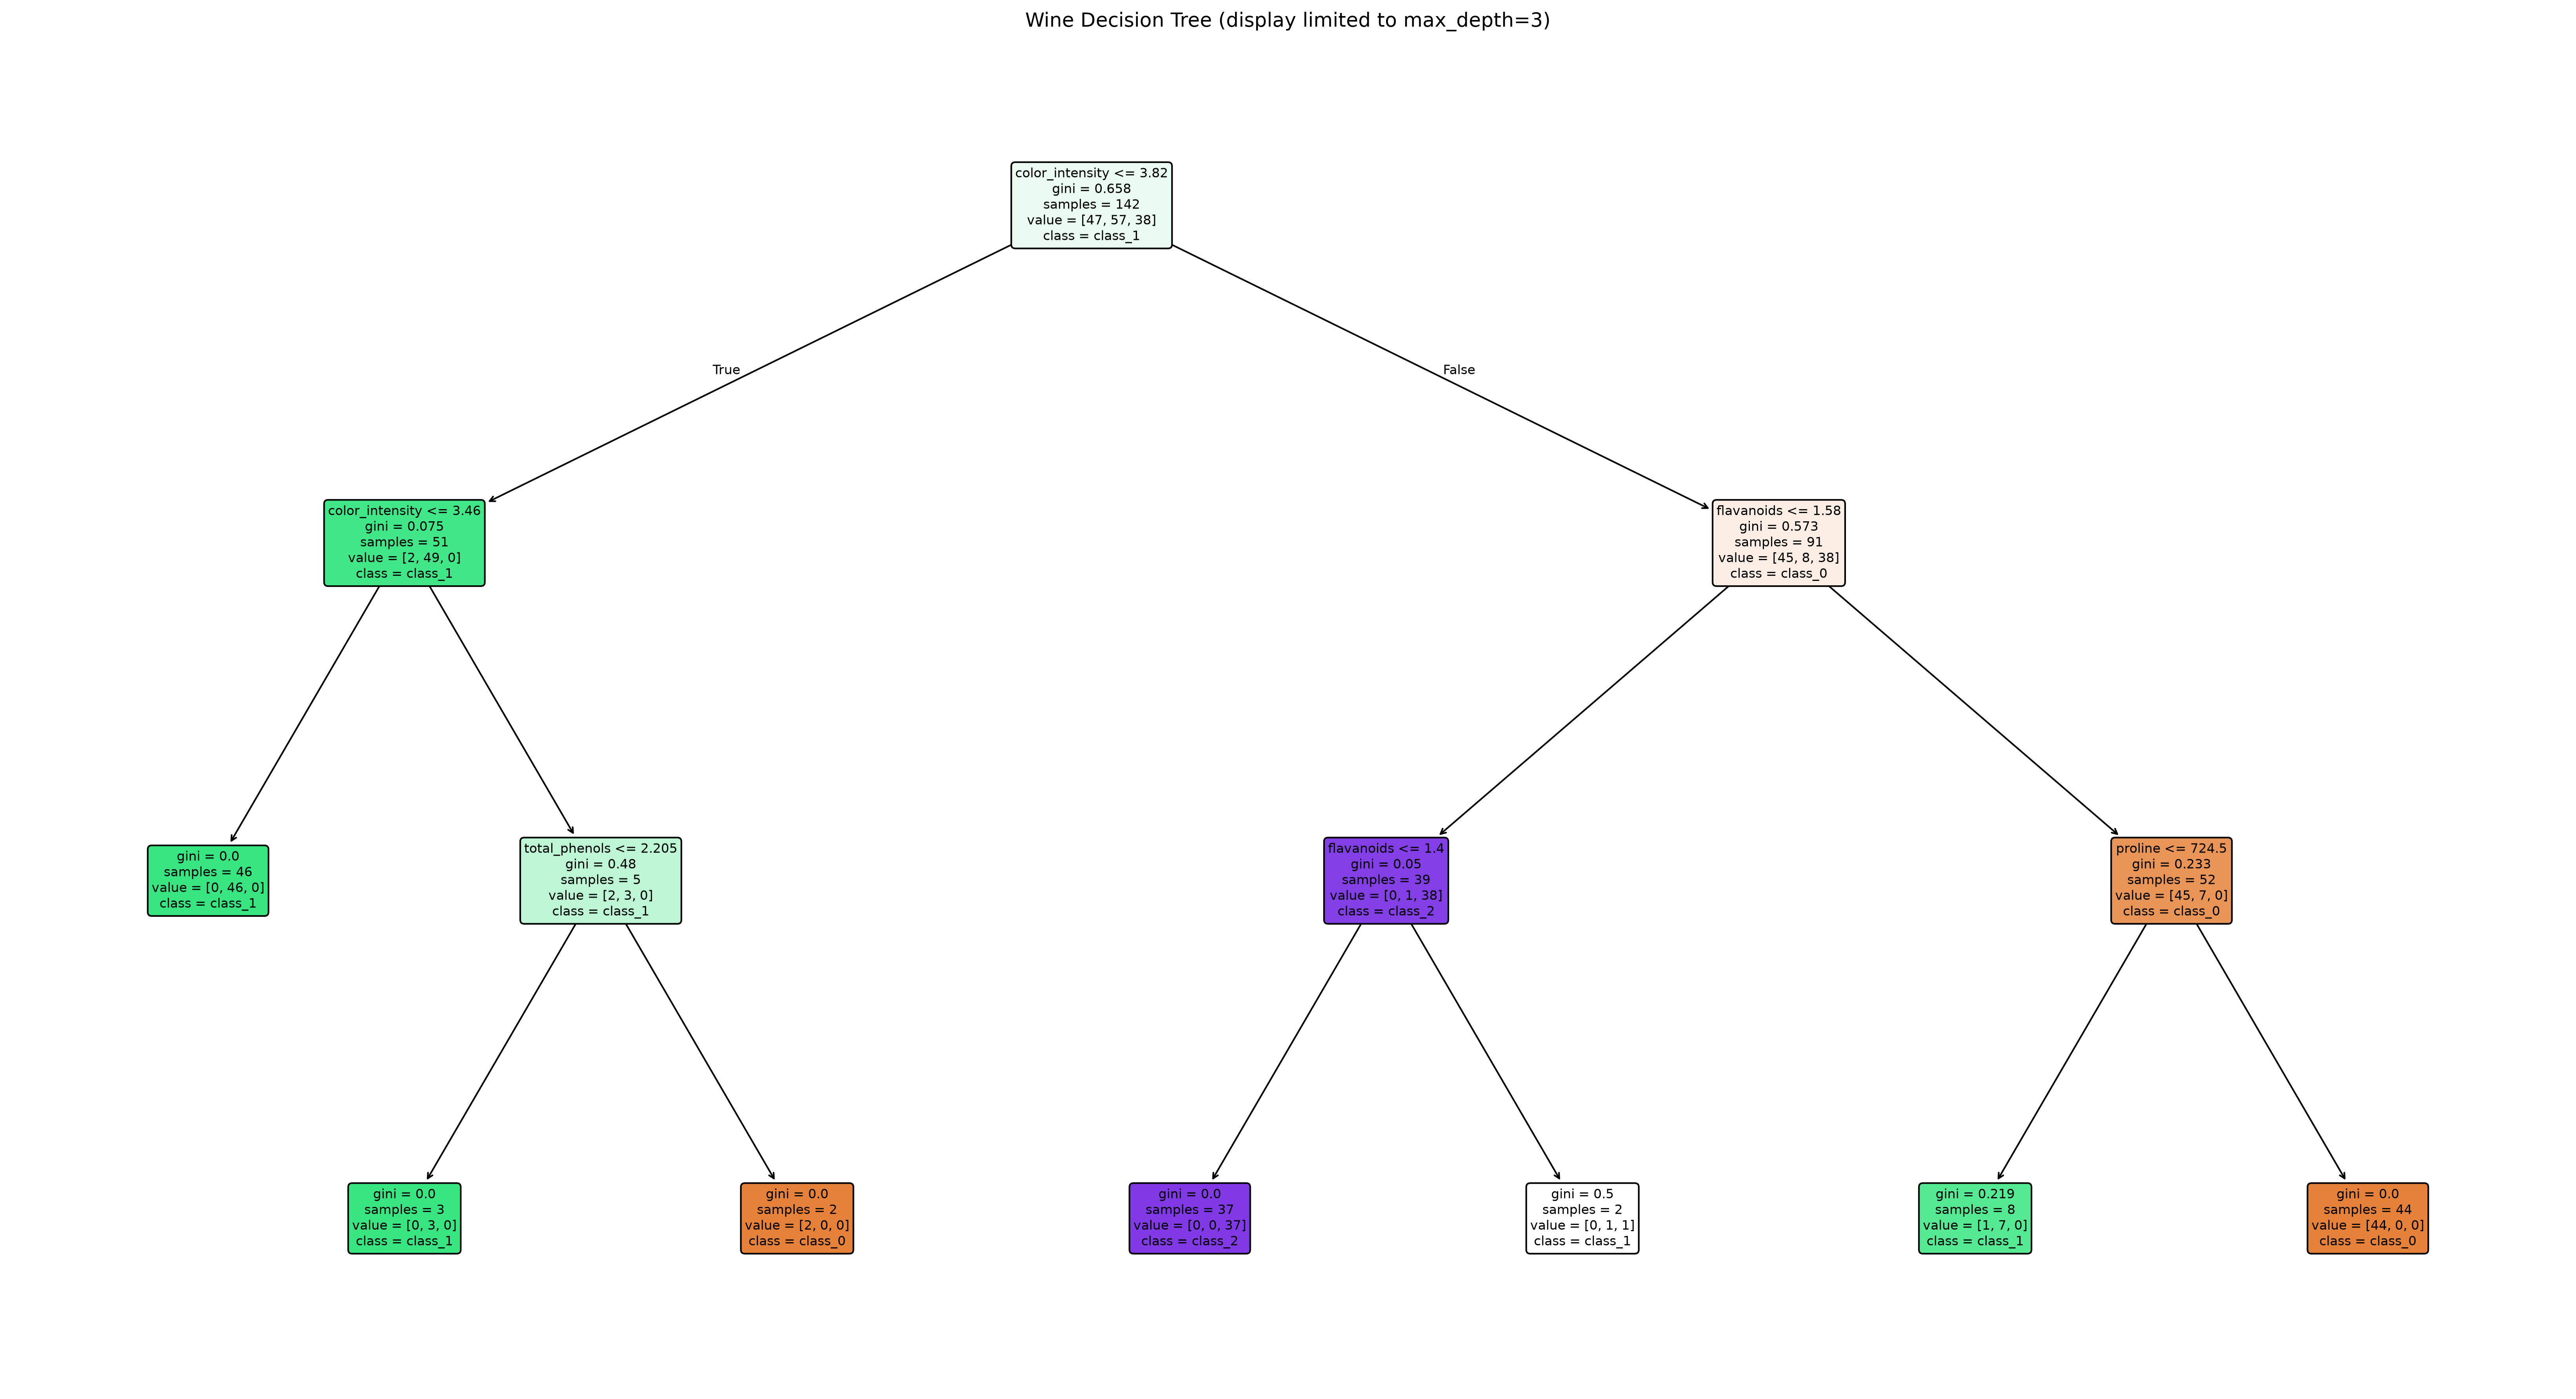 Wine Decision Tree (display limited to max_depth=3)
color_intensity <= 3.82
gini = 0.658
samples = 142
value = [47, 57, 38]
class = class_1
True
False
color_intensity <= 3.46
gini = 0.075
samples = 51
value = [2, 49, 0]
class = class_1
flavanoids <= 1.58
gini = 0.573
samples = 91
value = [45, 8, 38]
class = class_0
gini = 0.0
samples = 46
value = [0, 46, 0]
class = class_1
total_phenols <= 2.205
gini = 0.48
samples = 5
value = [2, 3, 0]
class = class_1
flavanoids <= 1.4
gini = 0.05
samples = 39
value = [0, 1, 38]
class = class_2
proline <= 724.5
gini = 0.233
samples = 52
value = [45, 7, 0]
class = class_0
gini = 0.0
samples = 3
value = [0, 3, 0]
class = class_1
gini = 0.0
samples = 2
value = [2, 0, 0]
class = class_0
gini = 0.0
samples = 37
value = [0, 0, 37]
class = class_2
gini = 0.5
samples = 2
value = [0, 1, 1]
class = class_1
gini = 0.219
samples = 8
value = [1, 7, 0]
class = class_1
gini = 0.0
samples = 44
value = [44, 0, 0]
class = class_0